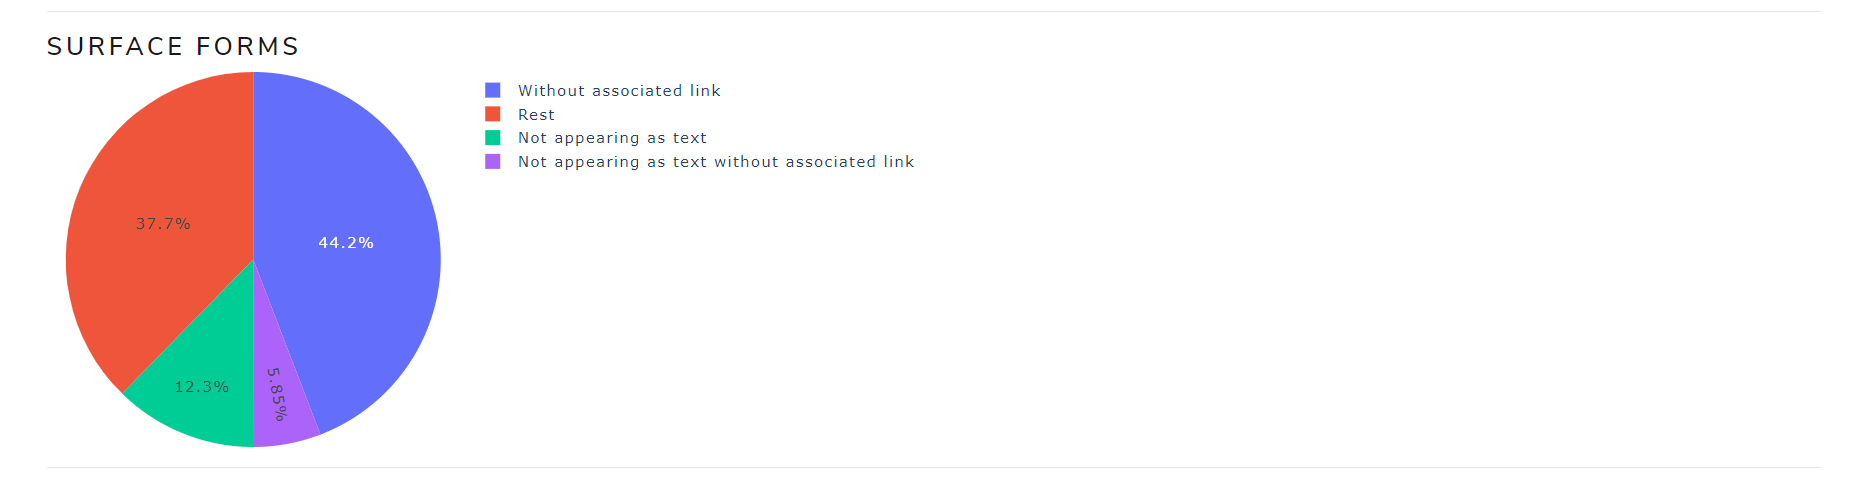 SURFACE FORMS
Without associated link
Rest
Not appearing as text
Not appearing as text without associated link
37.7%
44.2%
12.3%
5.85%